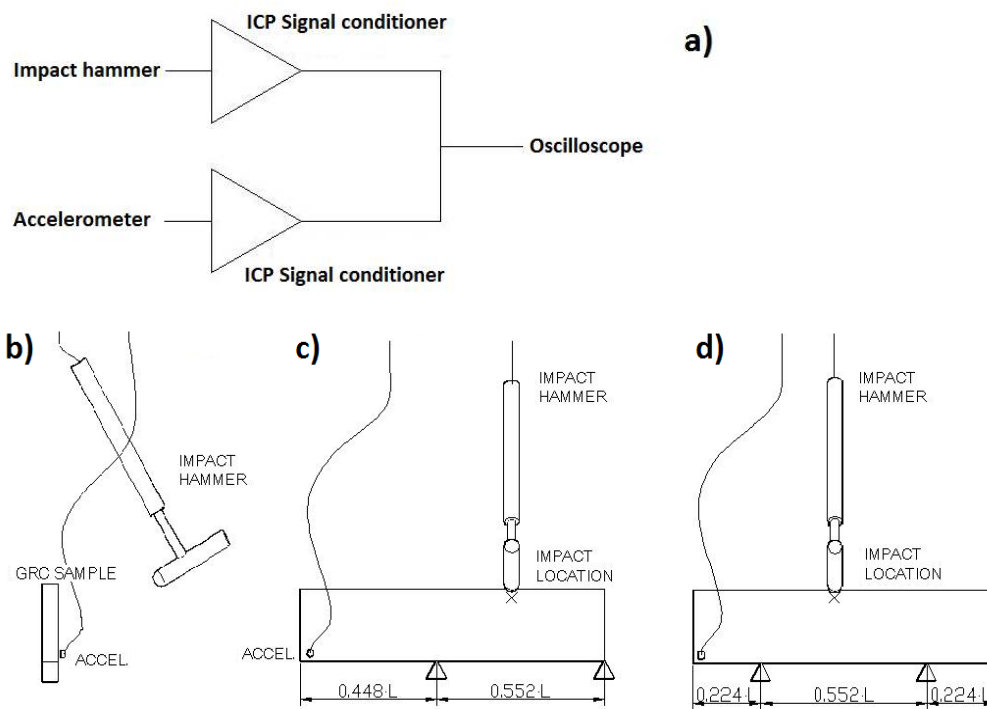 ICP Signal conditioner
a)
Impact hammer
Oscilloscope
Accelerometer
ICP Signal conditioner
b)
IMPACT
HAMMER
GRC SAMPLE
ACCEL.
c)
IMPACT
HAMMER
IMPACT
LOCATION
ACCEL.
0.448·L
0.552·L
d)
IMPACT
HAMMER
IMPACT
LOCATION
0.224·L
0.552·L
0.224·L